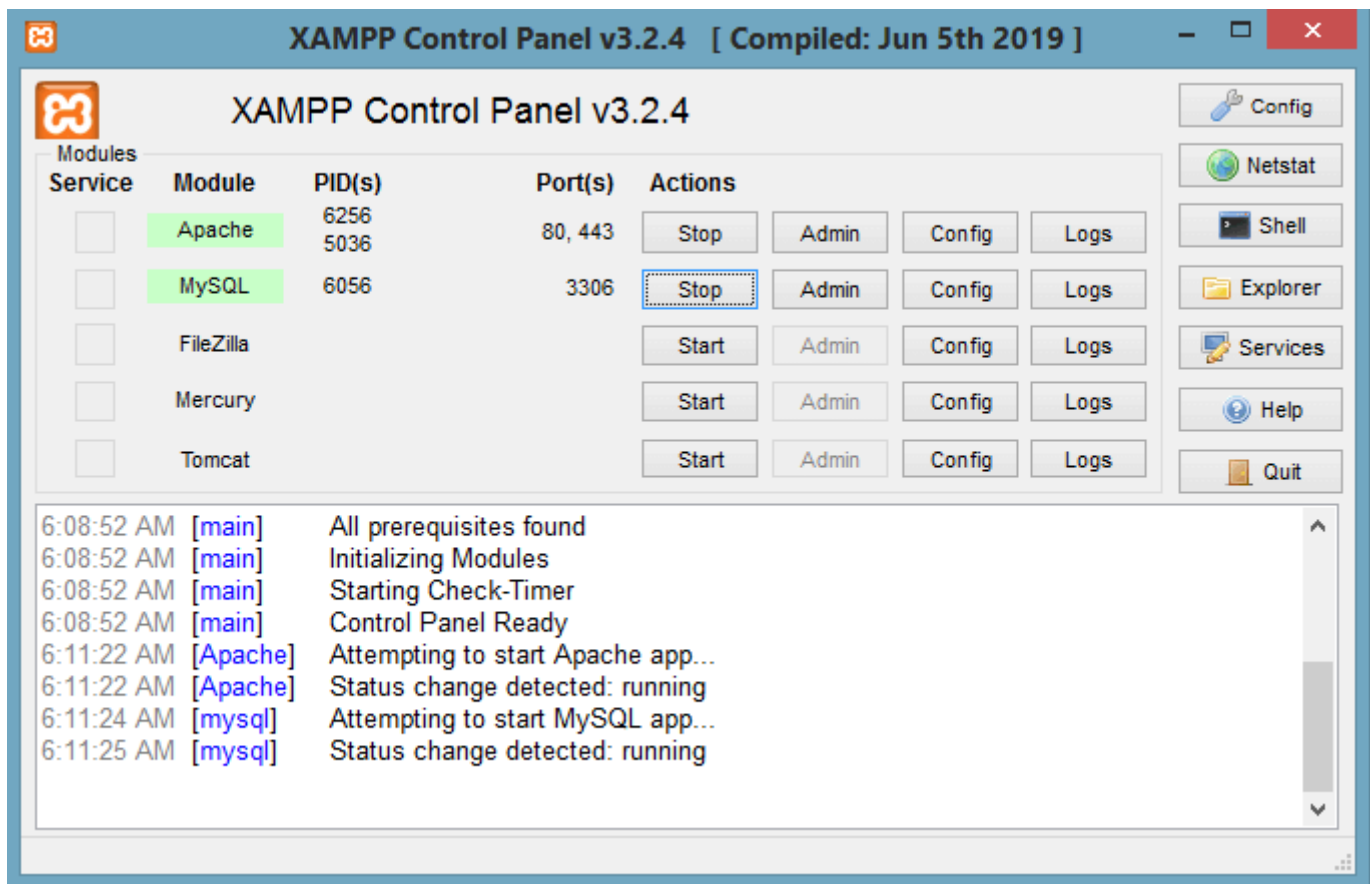 XAMPP Control Panel v3.2.4 [ Compiled: Jun 5th 2019 ]
XAMPP Control Panel v3.2.4
Config
Modules
Netstat
Service Module PID(s) Port(s) Actions
Apache 6256 5036 80, 443 Stop Admin Config Logs
Shell
MySQL 6056 3306 Stop Admin Config Logs
Explorer
FileZilla Start Admin Config Logs
Services
Mercury Start Admin Config Logs
Help
Tomcat Start Admin Config Logs
Quit
6:08:52 AM [main] All prerequisites found
6:08:52 AM [main] Initializing Modules
6:08:52 AM [main] Starting Check-Timer
6:08:52 AM [main] Control Panel Ready
6:11:22 AM [Apache] Attempting to start Apache app...
6:11:22 AM [Apache] Status change detected: running
6:11:24 AM [mysql] Attempting to start MySQL app...
6:11:25 AM [mysql] Status change detected: running